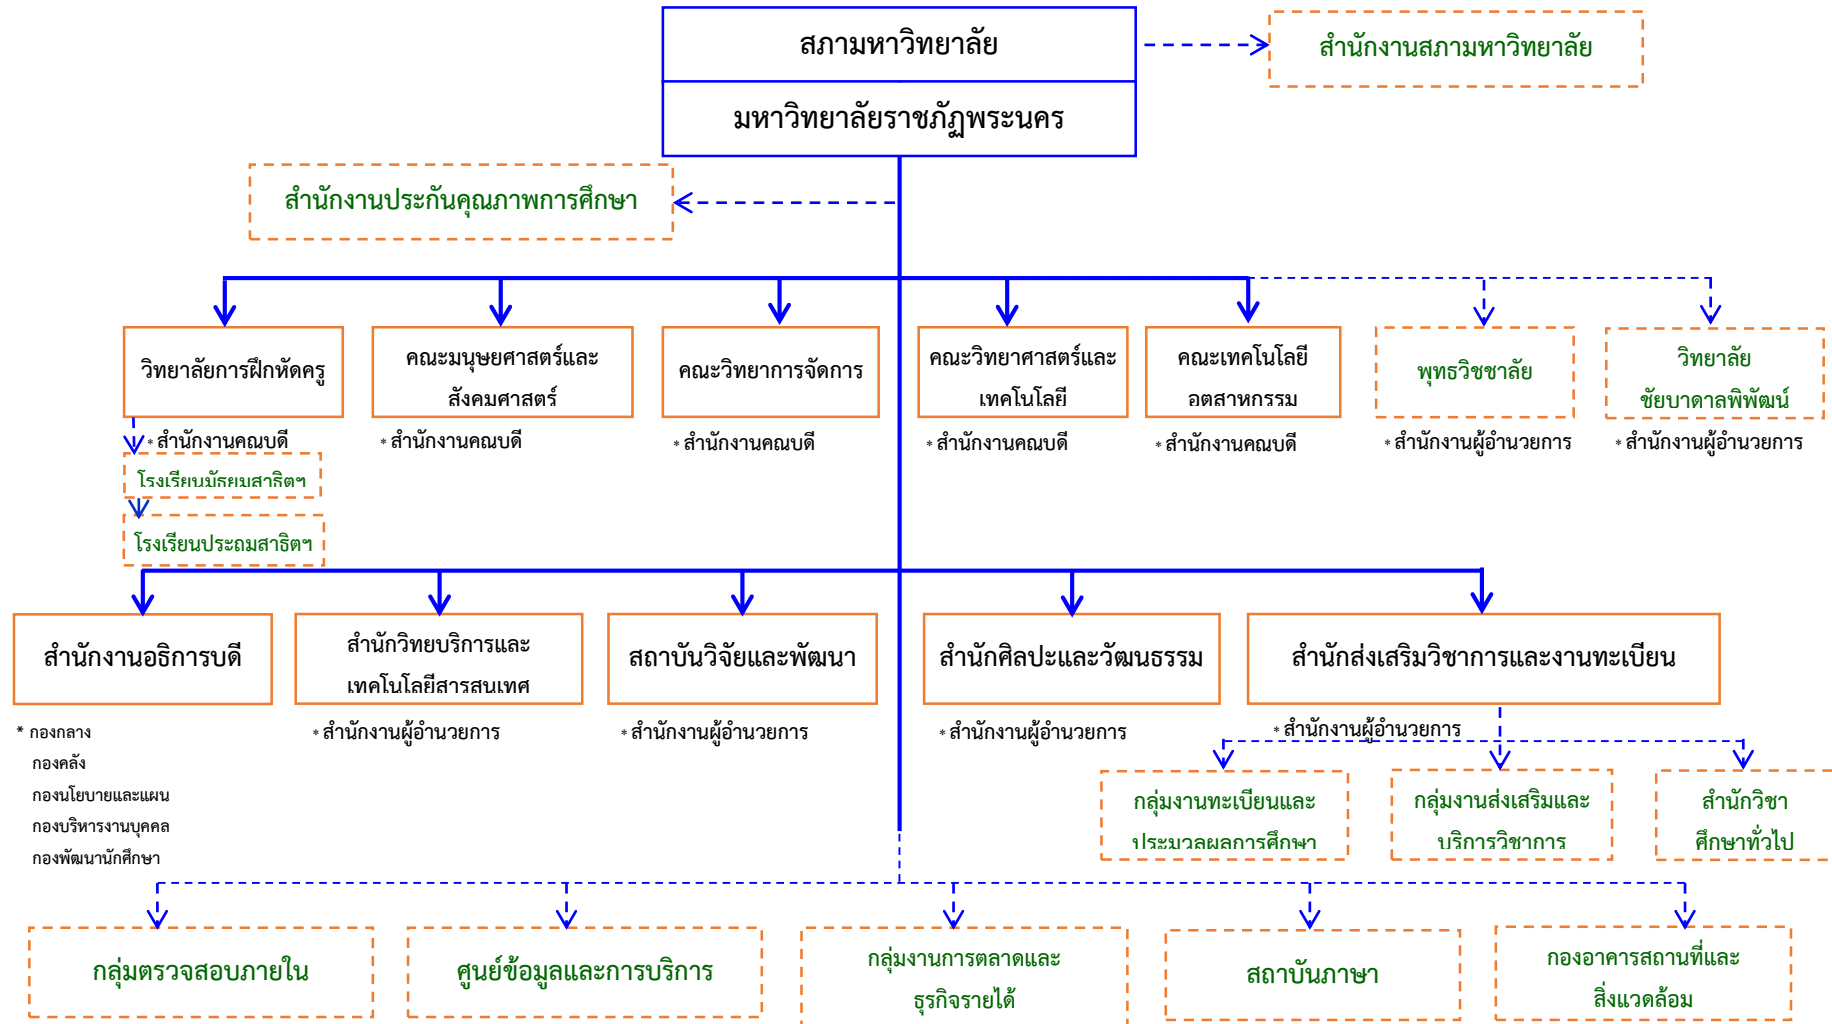 สภามหาวิทยาลัย
สำนักงานสภามหาวิทยาลัย
มหาวิทยาลัยราชภัฏพระนคร
สำนักงานประกันคุณภาพการศึกษา
วิทยาลัยการฝึกหัดครู
คณะมนุษยศาสตร์และ
สังคมศาสตร์
คณะวิทยาการจัดการ
คณะวิทยาศาสตร์และ
เทคโนโลยี
คณะเทคโนโลยี
อตสาหกรรม
พุทธวิชชาลัย
วิทยาลัย
ชัยบาดาลพิพัฒน์
* สำนักงานคณบดี
* สำนักงานคณบดี
* สำนักงานคณบดี
* สำนักงานคณบดี
* สำนักงานคณบดี
* สำนักงานผู้อำนวยการ
* สำนักงานผู้อำนวยการ
โรงเรียนมัธยมสาธิตฯ
โรงเรียนประถมสาธิตฯ
สำนักงานอธิการบดี
สำนักวิทยบริการและ
เทคโนโลยีสารสนเทศ
สถาบันวิจัยและพัฒนา
สำนักศิลปะและวัฒนธรรม
สำนักส่งเสริมวิชาการและงานทะเบียน
* กองกลาง
กองคลัง
กองนโยบายและแผน
กองบริหารงานบุคคล
กองพัฒนานักศึกษา
* สำนักงานผู้อำนวยการ
* สำนักงานผู้อำนวยการ
* สำนักงานผู้อำนวยการ
* สำนักงานผู้อำนวยการ
กลุ่มงานทะเบียนและ
ประมวลผลการศึกษา
กลุ่มงานส่งเสริมและ
บริการวิชาการ
สำนักวิชา
ศึกษาทั่วไป
กลุ่มตรวจสอบภายใน
ศูนย์ข้อมูลและการบริการ
กลุ่มงานการตลาดและ
ธุรกิจรายได้
สถาบันภาษา
กองอาคารสถานที่และ
สิ่งแวดล้อม